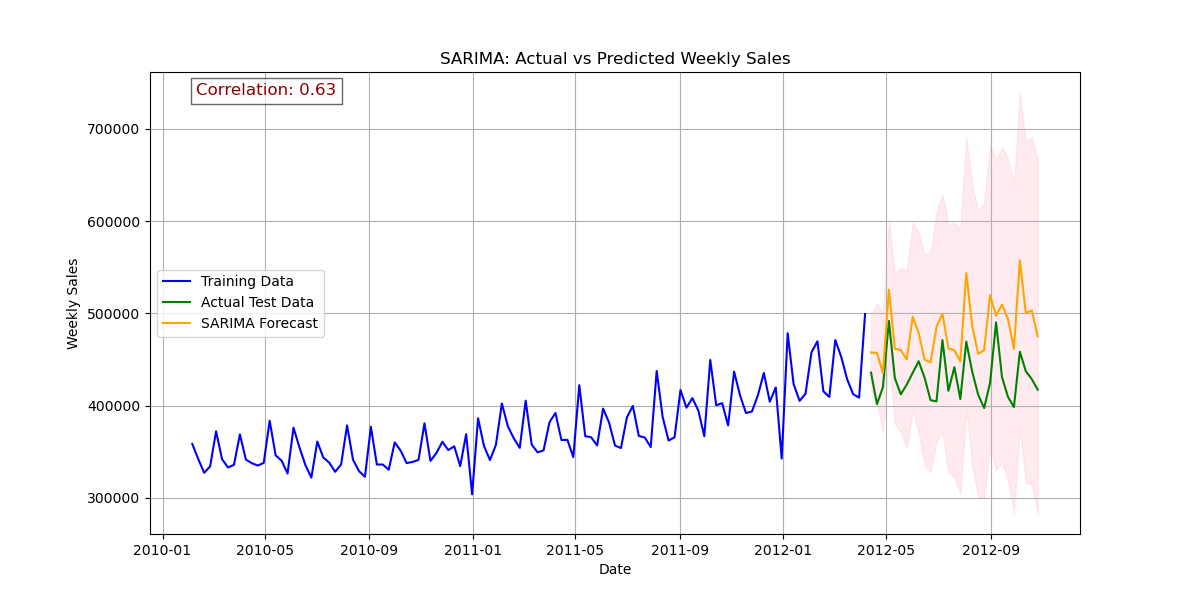 SARIMA: Actual vs Predicted Weekly Sales
Correlation: 0.63
700000
600000
500000
400000
300000
Weekly Sales
Training Data
Actual Test Data
SARIMA Forecast
2010-01 2010-05 2010-09 2011-01 2011-05 2011-09 2012-01 2012-05 2012-09
Date